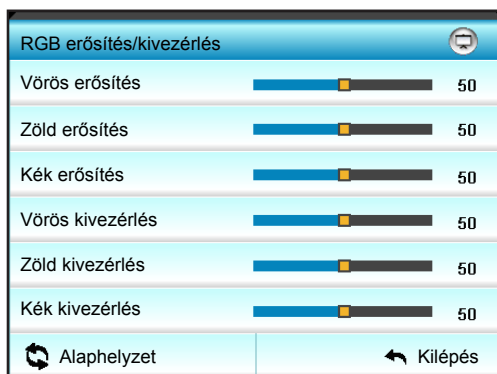 RGB erősítés/kivezérlés
Vörös erősítés 50
Zöld erősítés 50
Kék erősítés 50
Vörös kivezérlés 50
Zöld kivezérlés 50
Kék kivezérlés 50
Alaphelyzet Kilépés